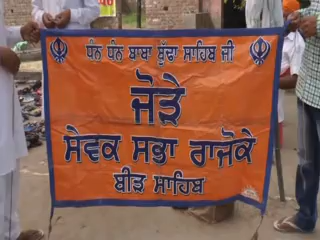 ਧੰਨ ਧੰਨ ਬਾਬਾ ਬੁੱਢਾ ਸਾਹਿਬ ਜੀ
ਜੋੜੇ
ਸੇਵਕ ਸਭਾ ਰਾਜੋਕੇ
ਬੀੜ ਸਾਹਿਬ